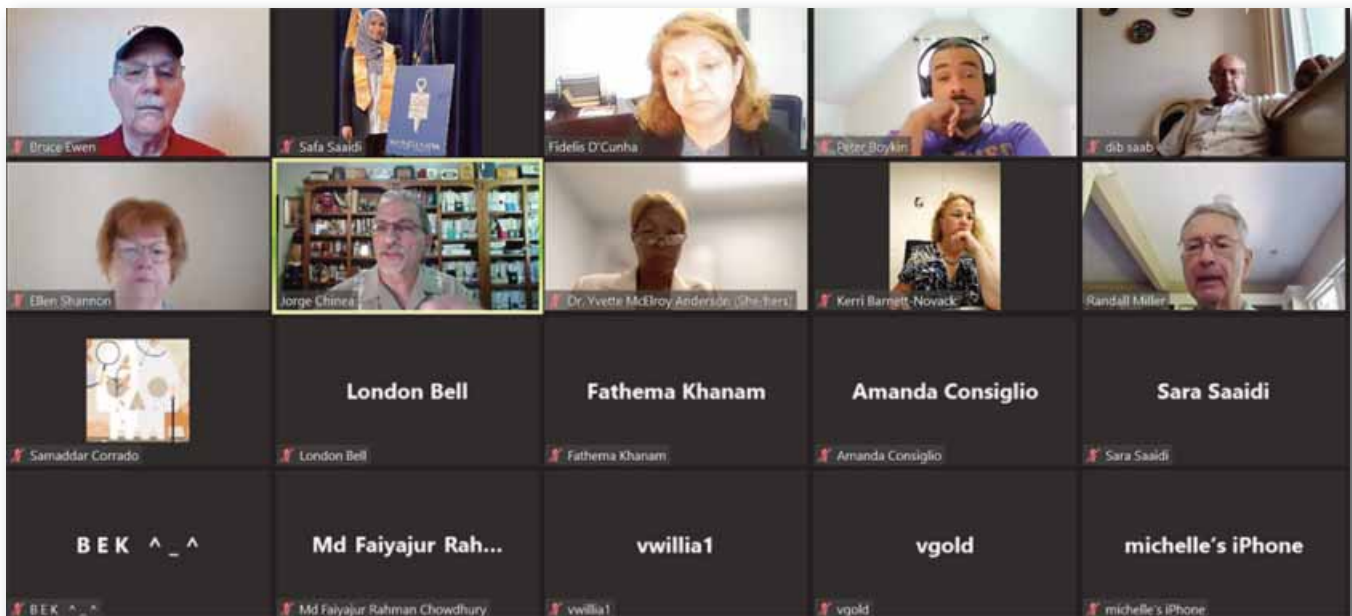 Bruce Ewen
Safa Saaidi
Fidelis D'Cunha
Peter Boykin
dib saab
Ellen Shannon
Jorge Chinea
Dr. Yvette McElroy Anderson (She-hers)
Kerri Barnett-Novack
Randall Miller
Samaddar Corrado
London Bell
London Bell
Fathema Khanam
Fathema Khanam
Amanda Consiglio
Amanda Consiglio
Sara Saaidi
Sara Saaidi
B E K ^ _ ^
B E K ^ _ ^
Md Faiyajur Rah...
Md Faiyajur Rahman Chowdhury
vwillia1
vwillia1
vgold
vgold
michelle's iPhone
michelle's iPhone